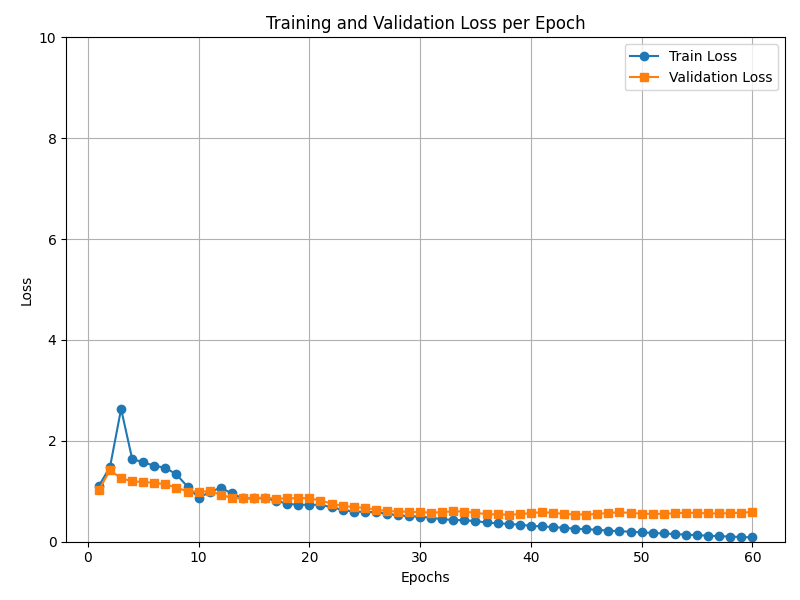 Training and Validation Loss per Epoch
Train Loss
Validation Loss
10
8
6
4
2
0
Loss
0 10 20 30 40 50 60
Epochs